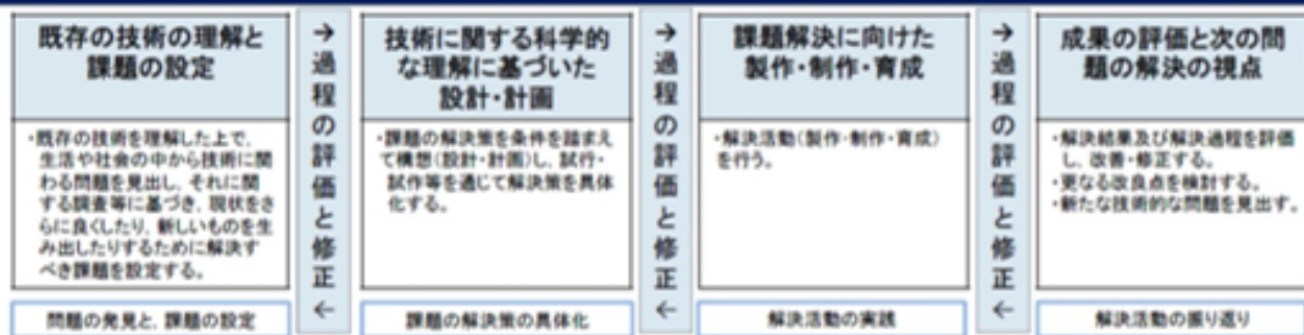 既存の技術の理解と
課題の設定
・既存の技術を理解した上で，
生活や社会の中から技術に関
わる問題を見出し，それに関
する調査等に基づき，現状をさ
らに良くしたり，新しいものを生
み出したりするために解決す
べき課題を設定する。
問題の発見と，課題の設定
→過程の評価と修正←
技術に関する科学的
な理解に基づいた
設計・計画
・課題の解決策を条件を踏まえ
て構想（設計・計画）し，試行・
試作等を通じて解決策を具体
化する。
課題の解決策の具体化
→過程の評価と修正←
課題解決に向けた
製作・制作・育成
・解決活動（製作・制作・育成）
を行う。
解決活動の実践
→過程の評価と修正←
成果の評価と次の問
題の解決の視点
・解決結果及び解決過程を評価
し，改善・修正する。
・更なる改良点を検討する。
・新たな技術的な問題を見出す。
解決活動の振り返り